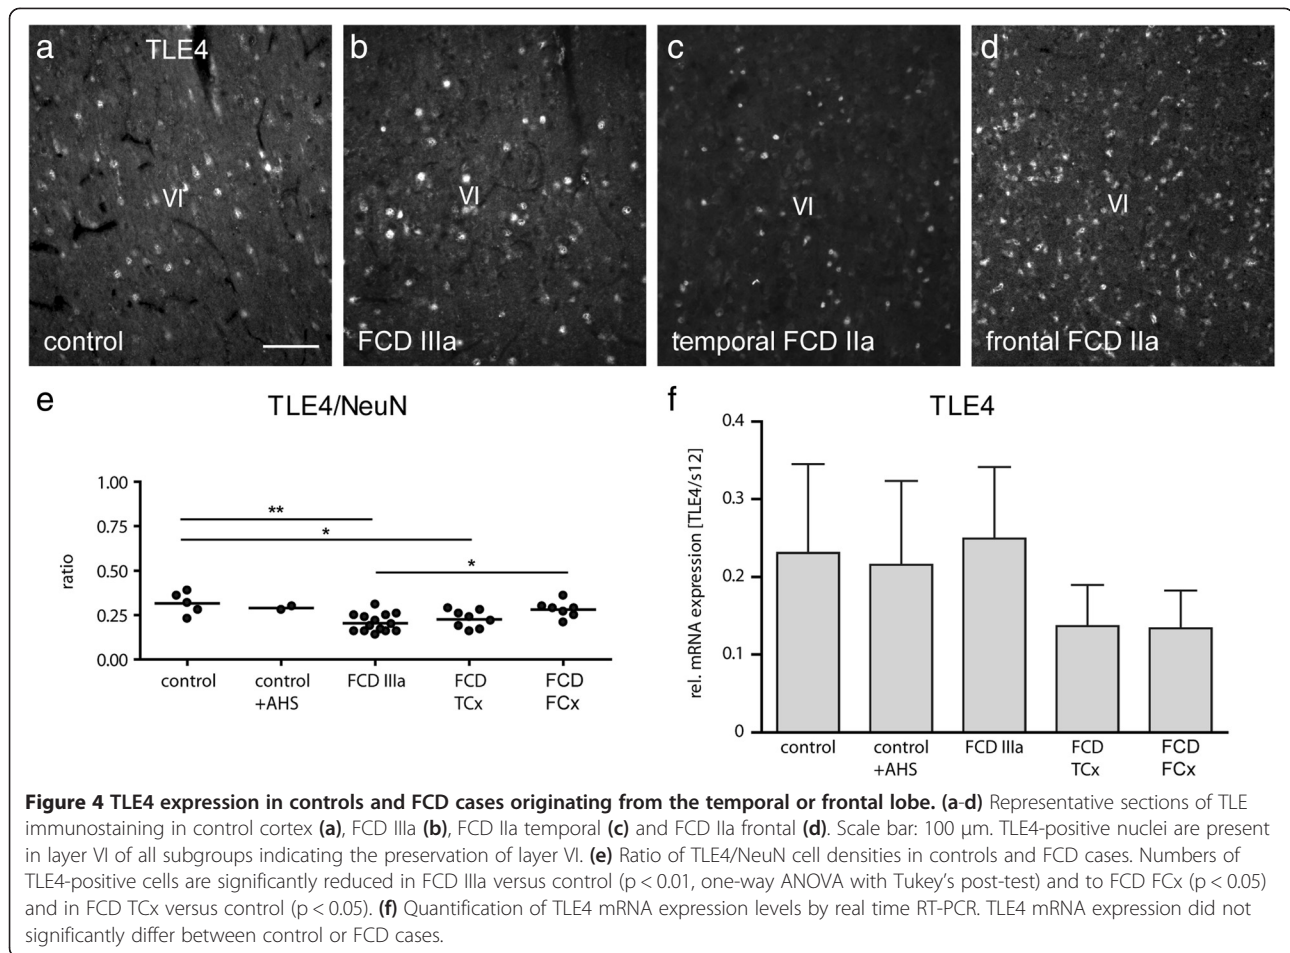 a
TLE4
b
c
d
VI
VI
VI
VI
control
FCD IIIa
temporal FCD IIa
frontal FCD IIa
e
TLE4/NeuN
1.00
0.75
0.50
0.25
0.00
ratio
**
*
*
control
control
+AHS
FCD IIIa
FCD
TCx
FCD
FCx
f
TLE4
0.4
0.3
0.2
0.1
0
rel. mRNA expression [TLE4/s12]
control
control
+AHS
FCD IIIa
FCD
TCx
FCD
FCx
Figure 4 TLE4 expression in controls and FCD cases originating from the temporal or frontal lobe. (a-d) Representative sections of TLE
immunostaining in control cortex (a), FCD IIIa (b), FCD IIa temporal (c) and FCD IIa frontal (d). Scale bar: 100 μm. TLE4-positive nuclei are present
in layer VI of all subgroups indicating the preservation of layer VI. (e) Ratio of TLE4/NeuN cell densities in controls and FCD cases. Numbers of
TLE4-positive cells are significantly reduced in FCD IIIa versus control (p < 0.01, one-way ANOVA with Tukey's post-test) and to FCD FCx (p < 0.05)
and in FCD TCx versus control (p < 0.05). (f) Quantification of TLE4 mRNA expression levels by real time RT-PCR. TLE4 mRNA expression did not
significantly differ between control or FCD cases.